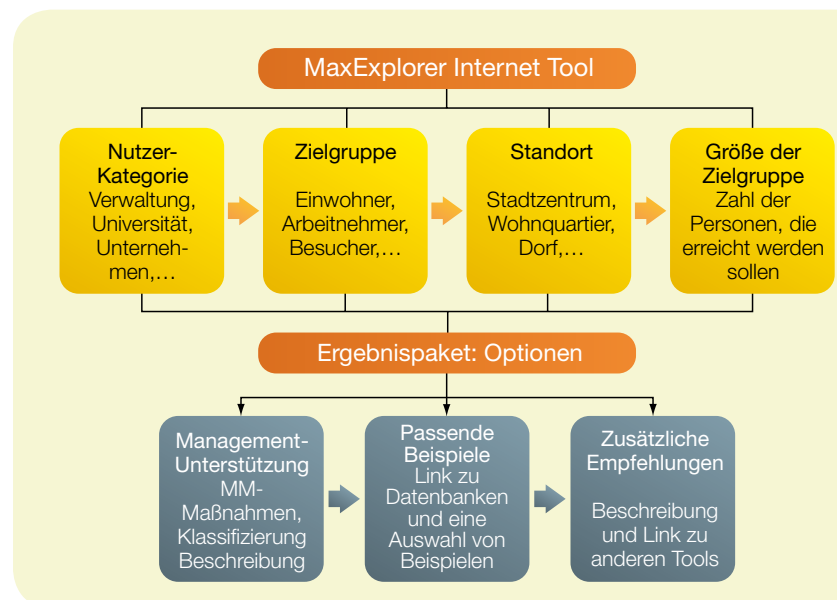 MaxExplorer Internet Tool
Nutzer-
Kategorie
Verwaltung,
Universität,
Unterneh-
men,…
Zielgruppe
Einwohner,
Arbeitnehmer,
Besucher,…
Standort
Stadtzentrum,
Wohnquartier,
Dorf,…
Größe der
Zielgruppe
Zahl der
Personen, die
erreicht werden
sollen
Ergebnispaket: Optionen
Management-
Unterstützung
MM-
Maßnahmen,
Klassifizierung
Beschreibung
Passende
Beispiele
Link zu
Datenbanken
und eine
Auswahl von
Beispielen
Zusätzliche
Empfehlungen
Beschreibung
und Link zu
anderen Tools